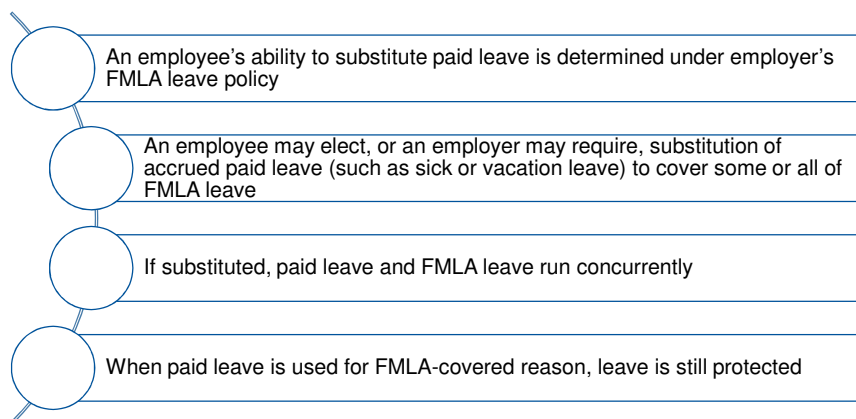 An employee’s ability to substitute paid leave is determined under employer’s
FMLA leave policy
An employee may elect, or an employer may require, substitution of
accrued paid leave (such as sick or vacation leave) to cover some or all of
FMLA leave
If substituted, paid leave and FMLA leave run concurrently
When paid leave is used for FMLA-covered reason, leave is still protected